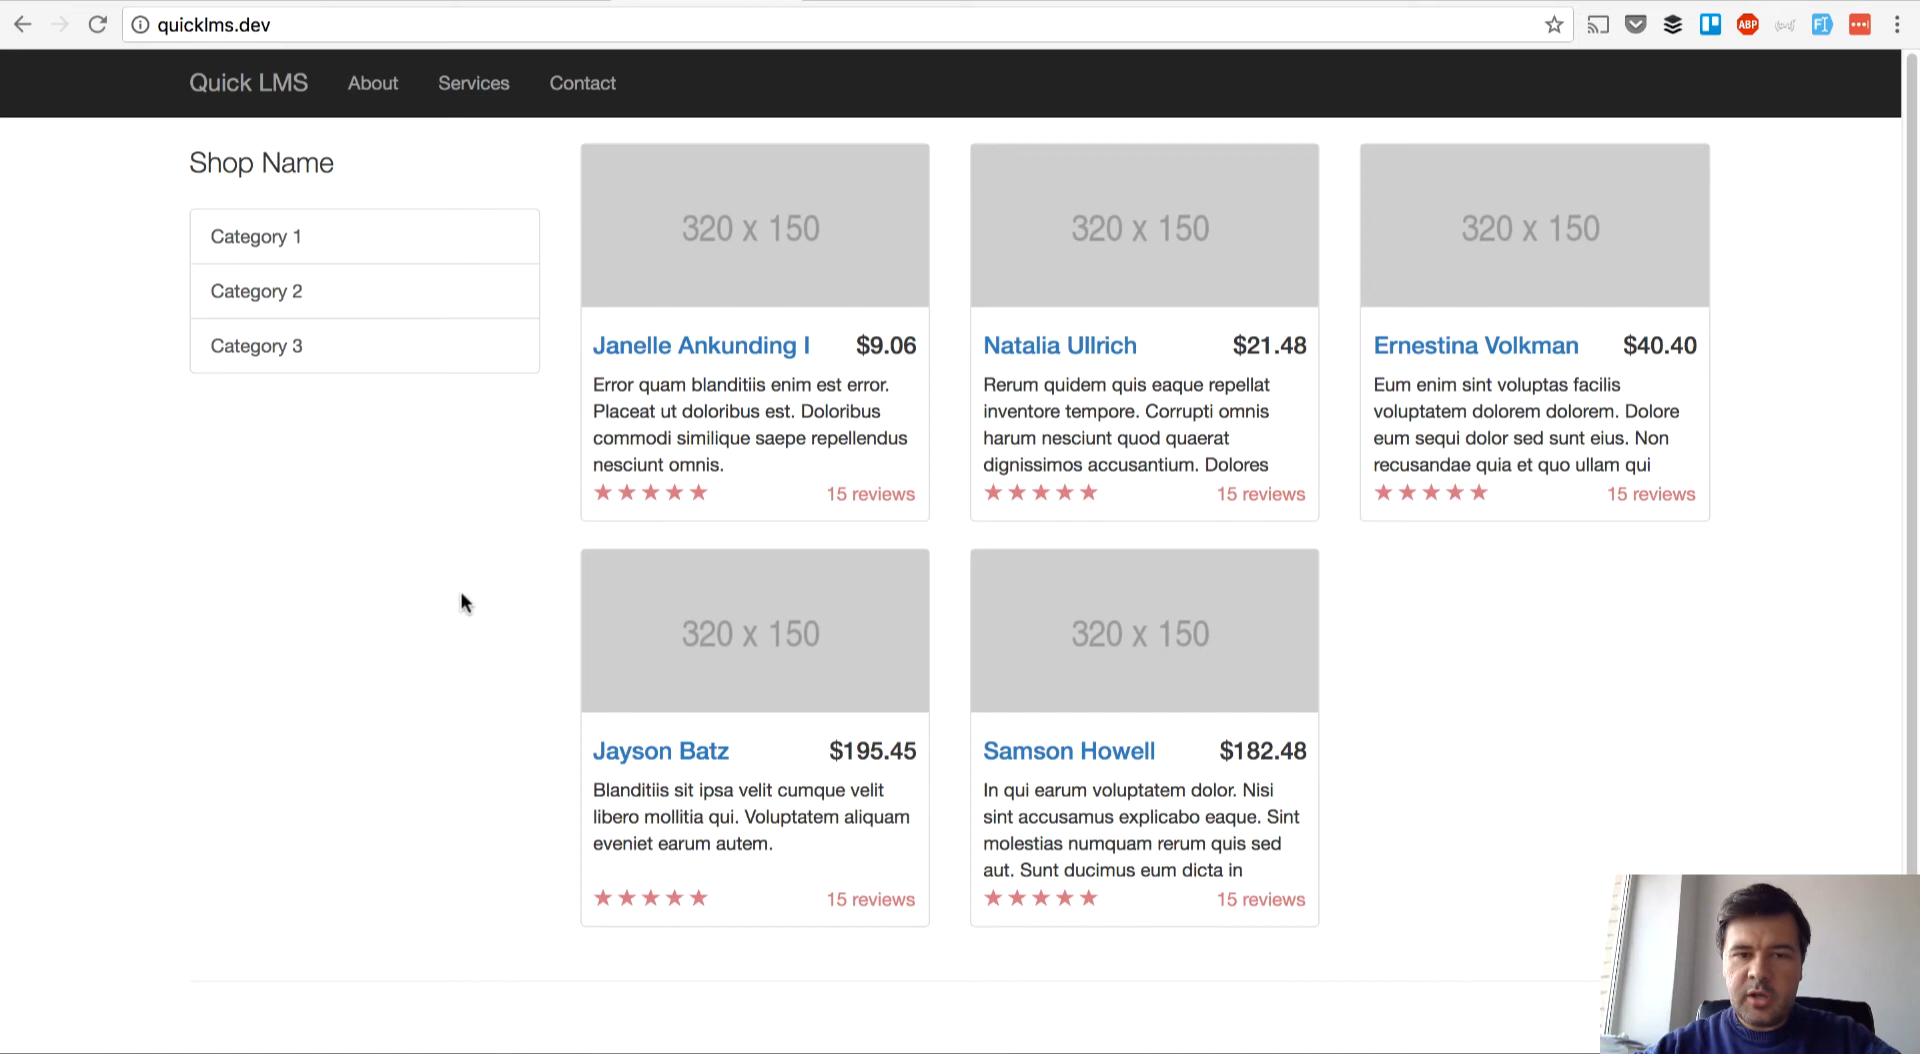 quicklms.dev
ABP
Quick LMS About Services Contact
Shop Name
Category 1
Category 2
Category 3
320 x 150
Janelle Ankunding I $9.06
Error quam blanditiis enim est error.
Placeat ut doloribus est. Doloribus
commodi similique saepe repellendus
nesciunt omnis.
15 reviews
320 x 150
Natalia Ullrich $21.48
Rerum quidem quis eaque repellat
inventore tempore. Corrupti omnis
harum nesciunt quod quaerat
dignissimos accusantium. Dolores
15 reviews
320 x 150
Ernestina Volkman $40.40
Eum enim sint voluptas facilis
voluptatem dolorem dolorem. Dolore
eum sequi dolor sed sunt eius. Non
recusandae quia et quo ullam qui
15 reviews
320 x 150
Jayson Batz $195.45
Blanditiis sit ipsa velit cumque velit
libero mollitia qui. Voluptatem aliquam
eveniet earum autem.
15 reviews
320 x 150
Samson Howell $182.48
In qui earum voluptatem dolor. Nisi
sint accusamus explicabo eaque. Sint
molestias numquam rerum quis sed
aut. Sunt ducimus eum dicta in
15 reviews